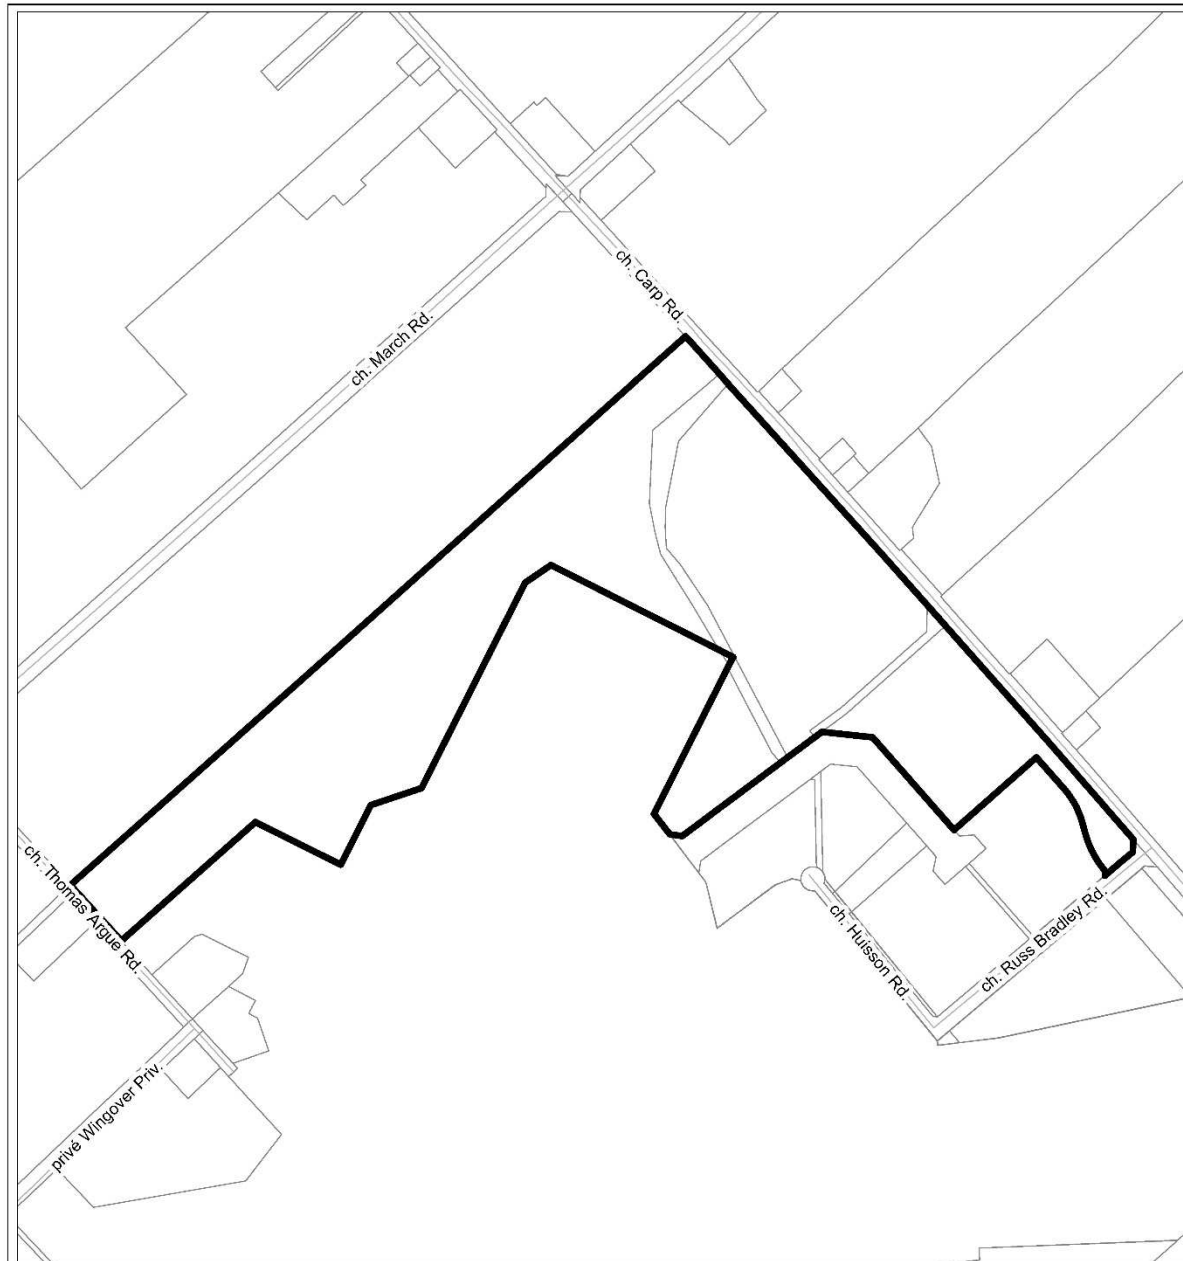 ch. Carp Rd.
ch. March Rd.
ch. Thomas Argue Rd.
ch. Huisson Rd.
ch. Russ Bradley Rd.
privé Wingover Priv.